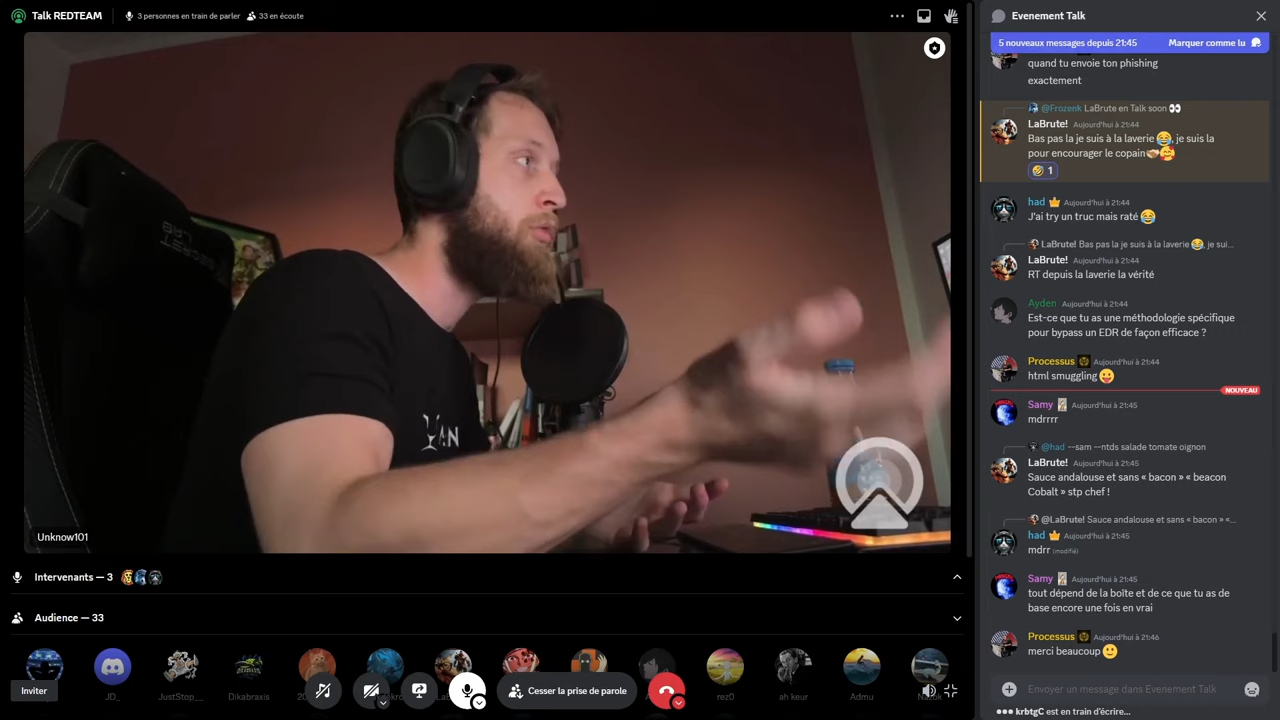 Talk REDTEAM
3 personnes en train de parler
33 en écoute
Unknow101
Intervenants — 3
Audience — 33
JD_
JustStop_...
Dikabraxis
rez0
ah keur
Admu
Inviter
Cesser la prise de parole
Evenement Talk
5 nouveaux messages depuis 21:45
Marquer comme lu
quand tu envoie ton phishing
exactement
@Frozenk LaBrute en Talk soon 👀
LaBrute! Aujourd'hui à 21:44
Bas pas la je suis à la laverie 😂, je suis la
pour encourager le copain🤝🥰
🤣 1
had Aujourd'hui à 21:44
J'ai try un truc mais raté 😂
LaBrute! Bas pas la je suis à la laverie 😂, je sui...
LaBrute! Aujourd'hui à 21:44
RT depuis la laverie la vérité
Ayden Aujourd'hui à 21:44
Est-ce que tu as une méthodologie spécifique
pour bypass un EDR de façon efficace ?
Processus Aujourd'hui à 21:44
html smuggling 😛
NOUVEAU
Samy Aujourd'hui à 21:45
mdrrrr
@had --sam --ntds salade tomate oignon
LaBrute! Aujourd'hui à 21:45
Sauce andalouse et sans « bacon » « beacon
Cobalt » stp chef !
@LaBrute! Sauce andalouse et sans « bacon » «...
had Aujourd'hui à 21:45
mdrr (modifié)
Samy Aujourd'hui à 21:45
tout dépend de la boîte et de ce que tu as de
base encore une fois en vrai
Processus Aujourd'hui à 21:46
merci beaucoup 🙂
Envoyer un message dans Evenement Talk
krbtgC est en train d'écrire...